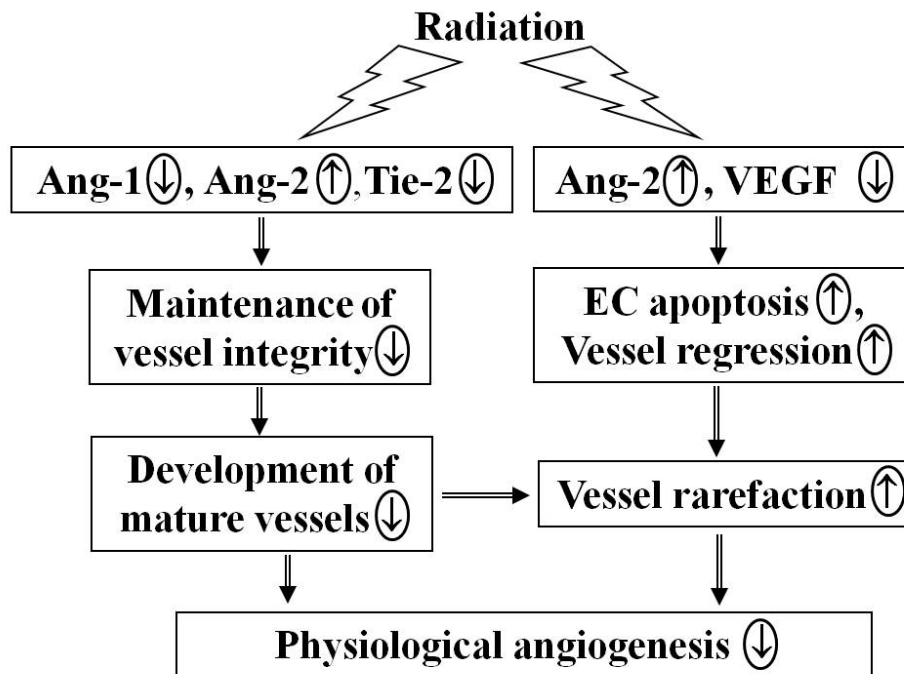 Radiation
Ang-1↓, Ang-2↑, Tie-2↓
Ang-2↑, VEGF ↓
Maintenance of
vessel integrity↓
EC apoptosis↑,
Vessel regression↑
Development of
mature vessels↓
Vessel rarefaction↑
Physiological angiogenesis ↓